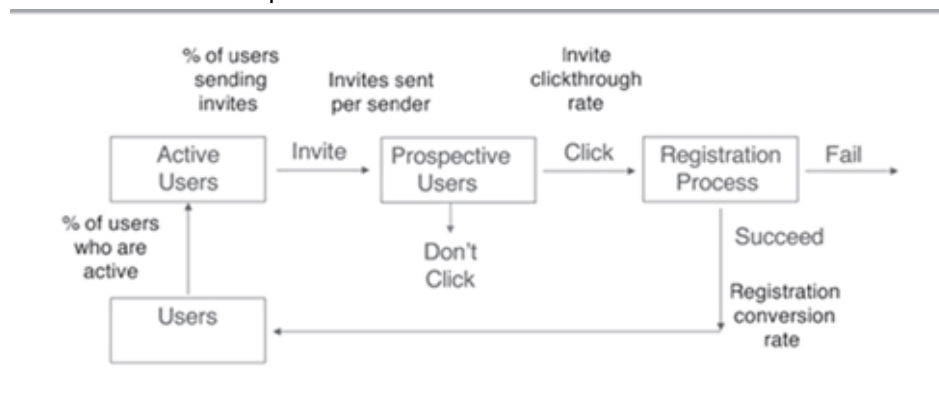 % of users
sending
invites
Invites sent
per sender
Invite
clickthrough
rate
Active
Users
Invite
Prospective
Users
Click
Registration
Process
Fail
% of users
who are
active
Don't
Click
Succeed
Users
Registration
conversion
rate